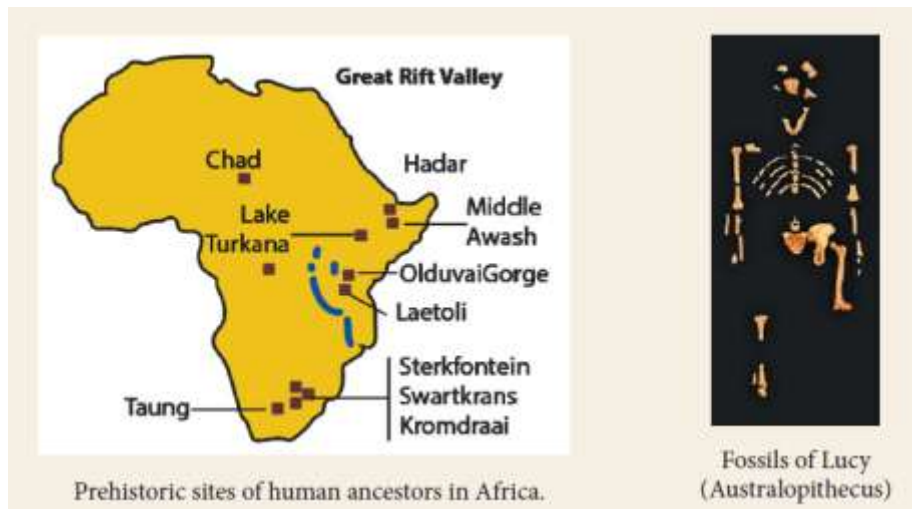 Great Rift Valley
Chad
Hadar
Lake
Turkana
Middle
Awash
OlduvaiGorge
Laetoli
Sterkfontein
Swartkrans
Kromdraai
Taung
Prehistoric sites of human ancestors in Africa.
Fossils of Lucy
(Australopithecus)